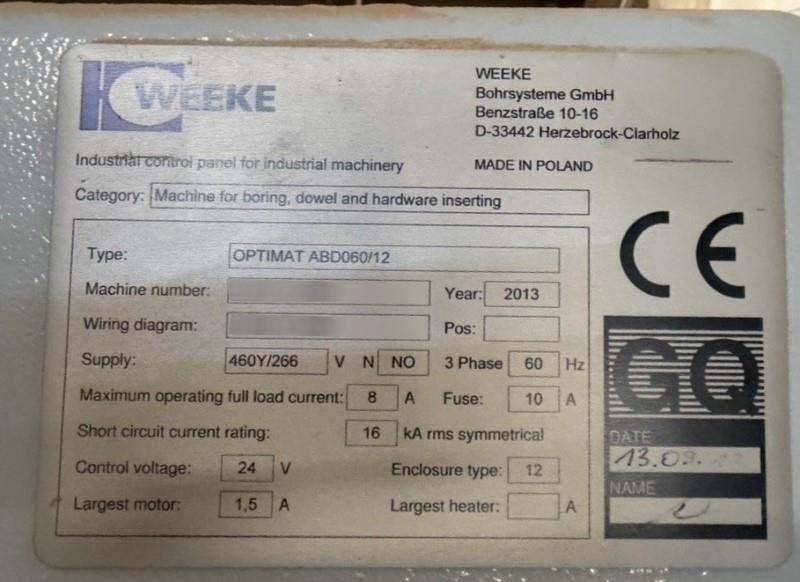 WEEKE
WEEKE
Bohrsysteme GmbH
Benzstraße 10-16
D-33442 Herzebrock-Clarholz
Industrial control panel for industrial machinery MADE IN POLAND
Category: Machine for boring, dowel and hardware inserting
CE
Type: OPTIMAT ABD060/12
Machine number: Year: 2013
Wiring diagram: Pos:
Supply: 460Y/266 V N NO 3 Phase 60 Hz
Maximum operating full load current: 8 A Fuse: 10 A
Short circuit current rating: 16 kA rms symmetrical
Control voltage: 24 V Enclosure type: 12
Largest motor: 1,5 A Largest heater: A
GQ
DATE
13.09.
NAME